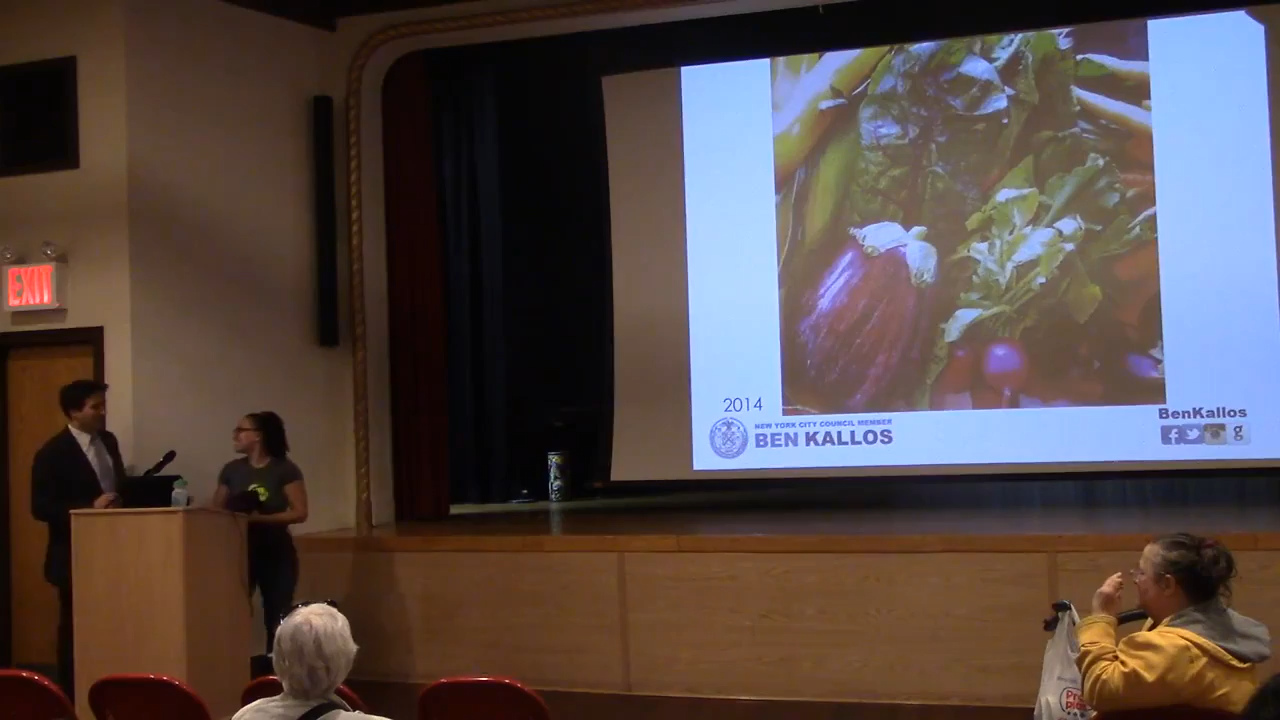 EXIT
2014
NEW YORK CITY COUNCIL MEMBER
BEN KALLOS
BenKallos
f
g